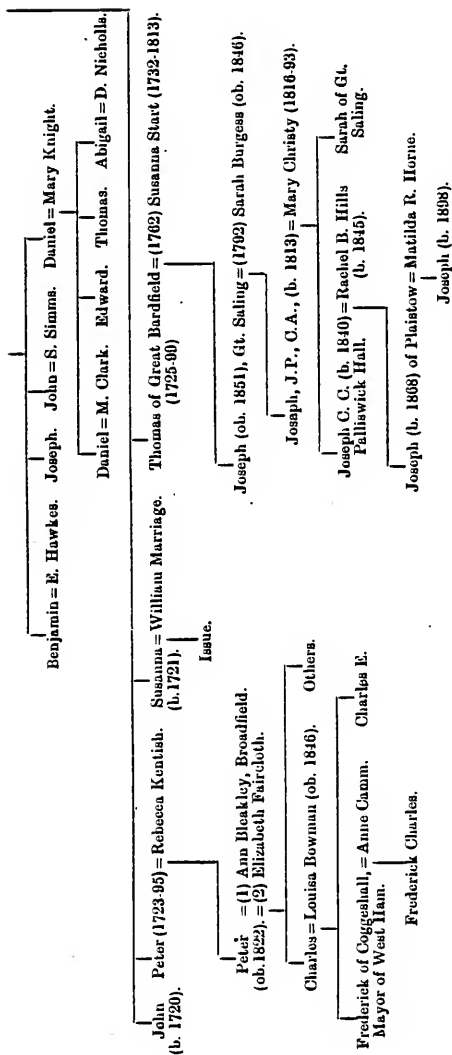 Benjamin = E. Hawkes. Joseph. John = S. Simms. Daniel = Mary Knight.
Daniel = M. Clark. Edward. Thomas. Abigail = D. Nicholls.
John Peter (1723-95) = Rebecca Kentish. Susanna = William Marriage. Thomas of Great Bardfield = (1762) Susanna Start (1732-1813).
(b. 1720). (b. 1721). (1725-90)
Issue.
Peter = (1) Ann Bleakley, Broadfield. Joseph (ob. 1851), Gt. Saling = (1792) Sarah Burgess (ob. 1846).
(ob. 1822). = (2) Elizabeth Faircloth.
Charles = Louisa Bowman (ob. 1846). Others. Josaph, J.P., C.A., (b. 1813) = Mary Christy (1816-93)
Frederick of Coggeshall, = Anne Camm. Charles E. Joseph C. C. (b. 1840) = Rachel B. Hills Sarah of Gt.
Mayor of West Ham. Palliswick Hall. (b. 1845). Saling.
Frederick Charles. Joseph (b. 1868) of Plaistow = Matilda R. Horne.
Joseph (b. 1898).